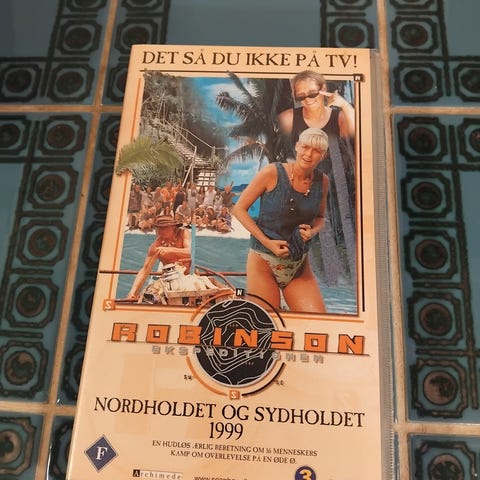 DET SÅ DU IKKE PÅ TV!
N
S
N
S
ROBINSON
EKSPEDITIONEN
NORDHOLDET OG SYDHOLDET
1999
EN HUDLØS ÆRLIG BERETNING OM 16 MENNESKERS
KAMP OM OVERLEVELSE PÅ EN ØDE Ø.
F
Archimede
3